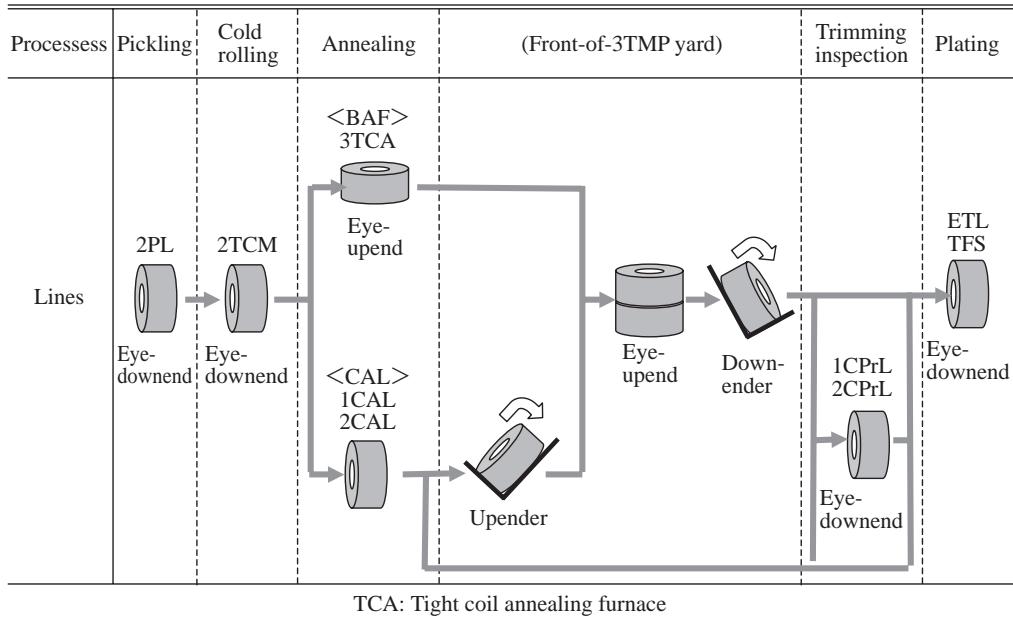 Processess
Pickling
Cold
rolling
Annealing
(Front-of-3TMP yard)
Trimming
inspection
Plating
Lines
2PL
Eye-
downend
2TCM
Eye-
downend
<BAF>
3TCA
Eye-
upend
<CAL>
1CAL
2CAL
Upender
Eye-
upend
Down-
ender
1CPrL
2CPrL
Eye-
downend
ETL
TFS
Eye-
downend
TCA: Tight coil annealing furnace